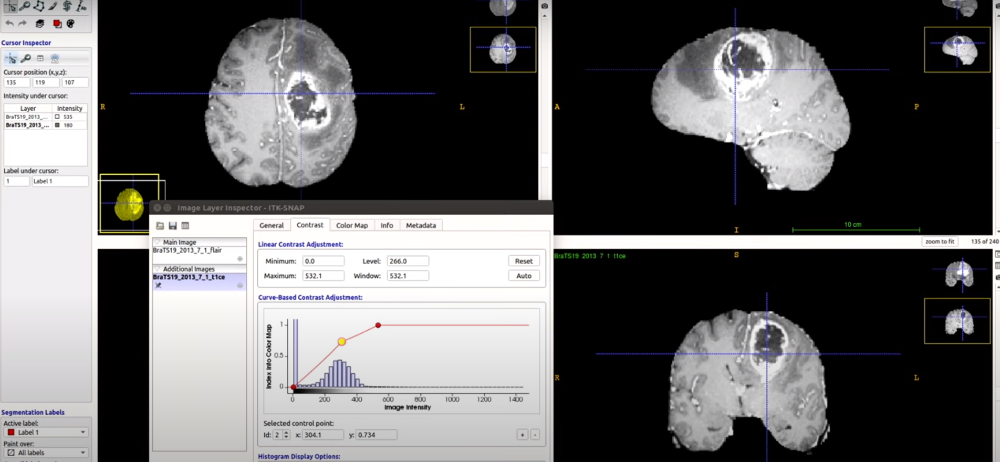 Cursor Inspector
Cursor position (x,y,z):
135 119 107
Intensity under cursor:
Layer Intensity
BraTS19_2013_... 535
BraTS19_2013_... 180
Label under cursor:
1 Label 1
Segmentation Labels
Active label:
Label 1
Paint over:
All labels
R
L
A
P
I
10 cm
zoom to fit 135 of 240
Image Layer Inspector - ITK-SNAP
General Contrast Color Map Info Metadata
Main Image
BraTS19_2013_7_1_flair
Additional Images
BraTS19_2013_7_1_t1ce
Linear Contrast Adjustment:
Minimum: 0.0 Level: 266.0 Reset
Maximum: 532.1 Window: 532.1 Auto
Curve-Based Contrast Adjustment:
Index into Color Map
1
0.5
0
0 200 400 600 800 1000 1200 1400
Image Intensity
Selected control point:
Id: 2 x: 304.1 y: 0.734 + -
Histogram Display Options:
BraTS19 2013 7 1 t1ce
S
R
L